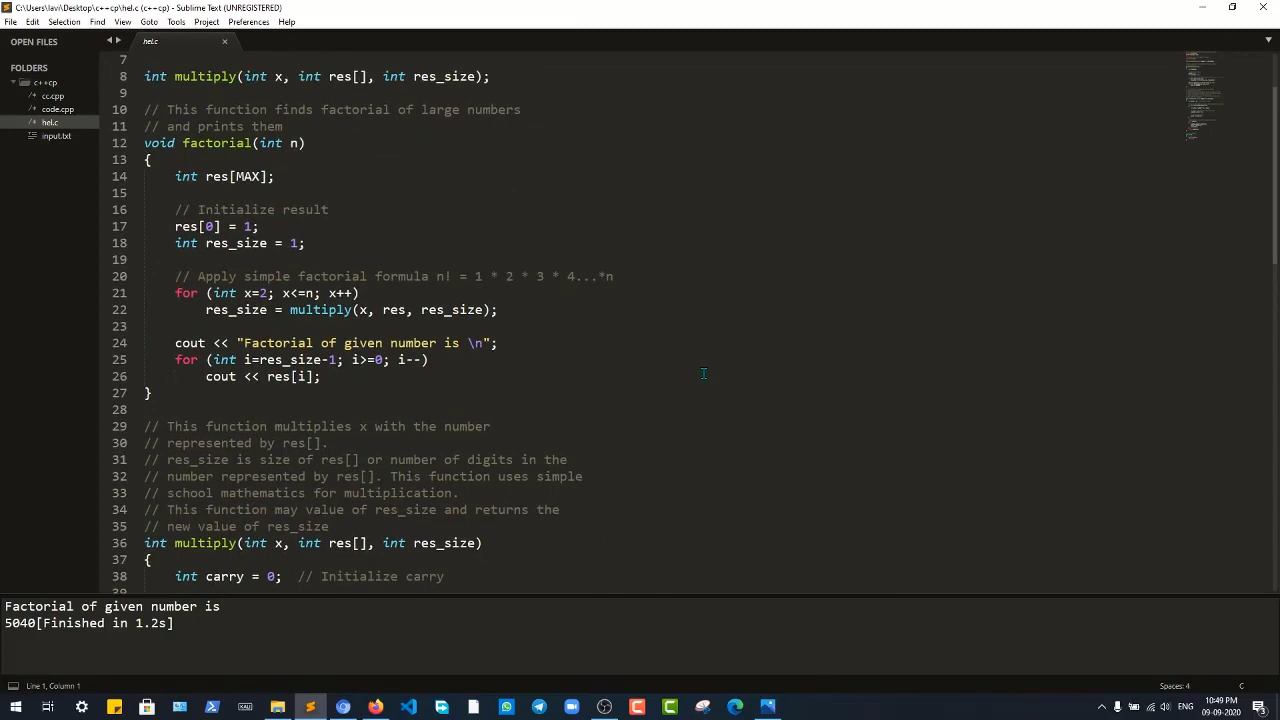 C:\Users\lavi\Desktop\c++cp\hel.c (c++cp) - Sublime Text (UNREGISTERED)
File Edit Selection Find View Goto Tools Project Preferences Help
OPEN FILES
FOLDERS
c++cp
/* cc.cpp
/* code.cpp
/* hel.c
input.txt
hel.c
7
8 int multiply(int x, int res[], int res_size);
9
10 // This function finds factorial of large numbers
11 // and prints them
12 void factorial(int n)
13 {
14 int res[MAX];
15
16 // Initialize result
17 res[0] = 1;
18 int res_size = 1;
19
20 // Apply simple factorial formula n! = 1 * 2 * 3 * 4...*n
21 for (int x=2; x<=n; x++)
22 res_size = multiply(x, res, res_size);
23
24 cout << "Factorial of given number is \n";
25 for (int i=res_size-1; i>=0; i--)
26 cout << res[i];
27 }
28
29 // This function multiplies x with the number
30 // represented by res[].
31 // res_size is size of res[] or number of digits in the
32 // number represented by res[]. This function uses simple
33 // school mathematics for multiplication.
34 // This function may value of res_size and returns the
35 // new value of res_size
36 int multiply(int x, int res[], int res_size)
37 {
38 int carry = 0; // Initialize carry
Factorial of given number is
5040[Finished in 1.2s]
Line 1, Column 1
Spaces: 4
C
10:49 PM
09-09-2020